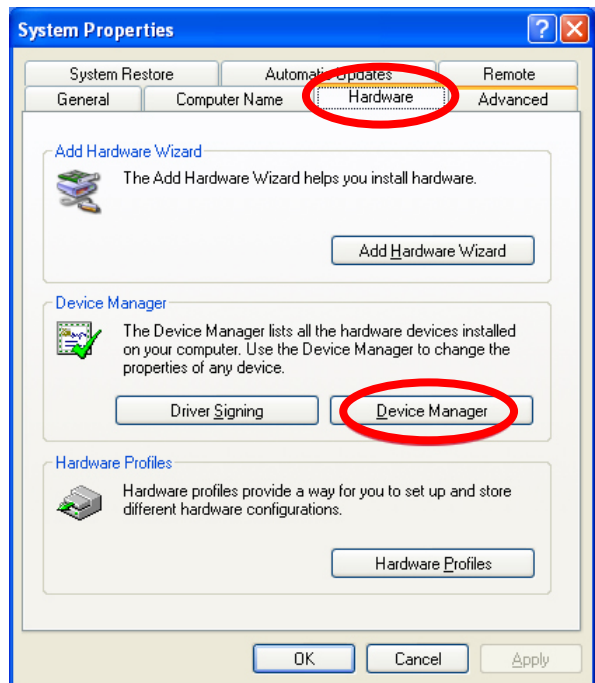 System Properties
System Restore Automatic Updates Remote
General Computer Name Hardware Advanced
Add Hardware Wizard
The Add Hardware Wizard helps you install hardware.
Add Hardware Wizard
Device Manager
The Device Manager lists all the hardware devices installed
on your computer. Use the Device Manager to change the
properties of any device.
Driver Signing Device Manager
Hardware Profiles
Hardware profiles provide a way for you to set up and store
different hardware configurations.
Hardware Profiles
OK Cancel Apply